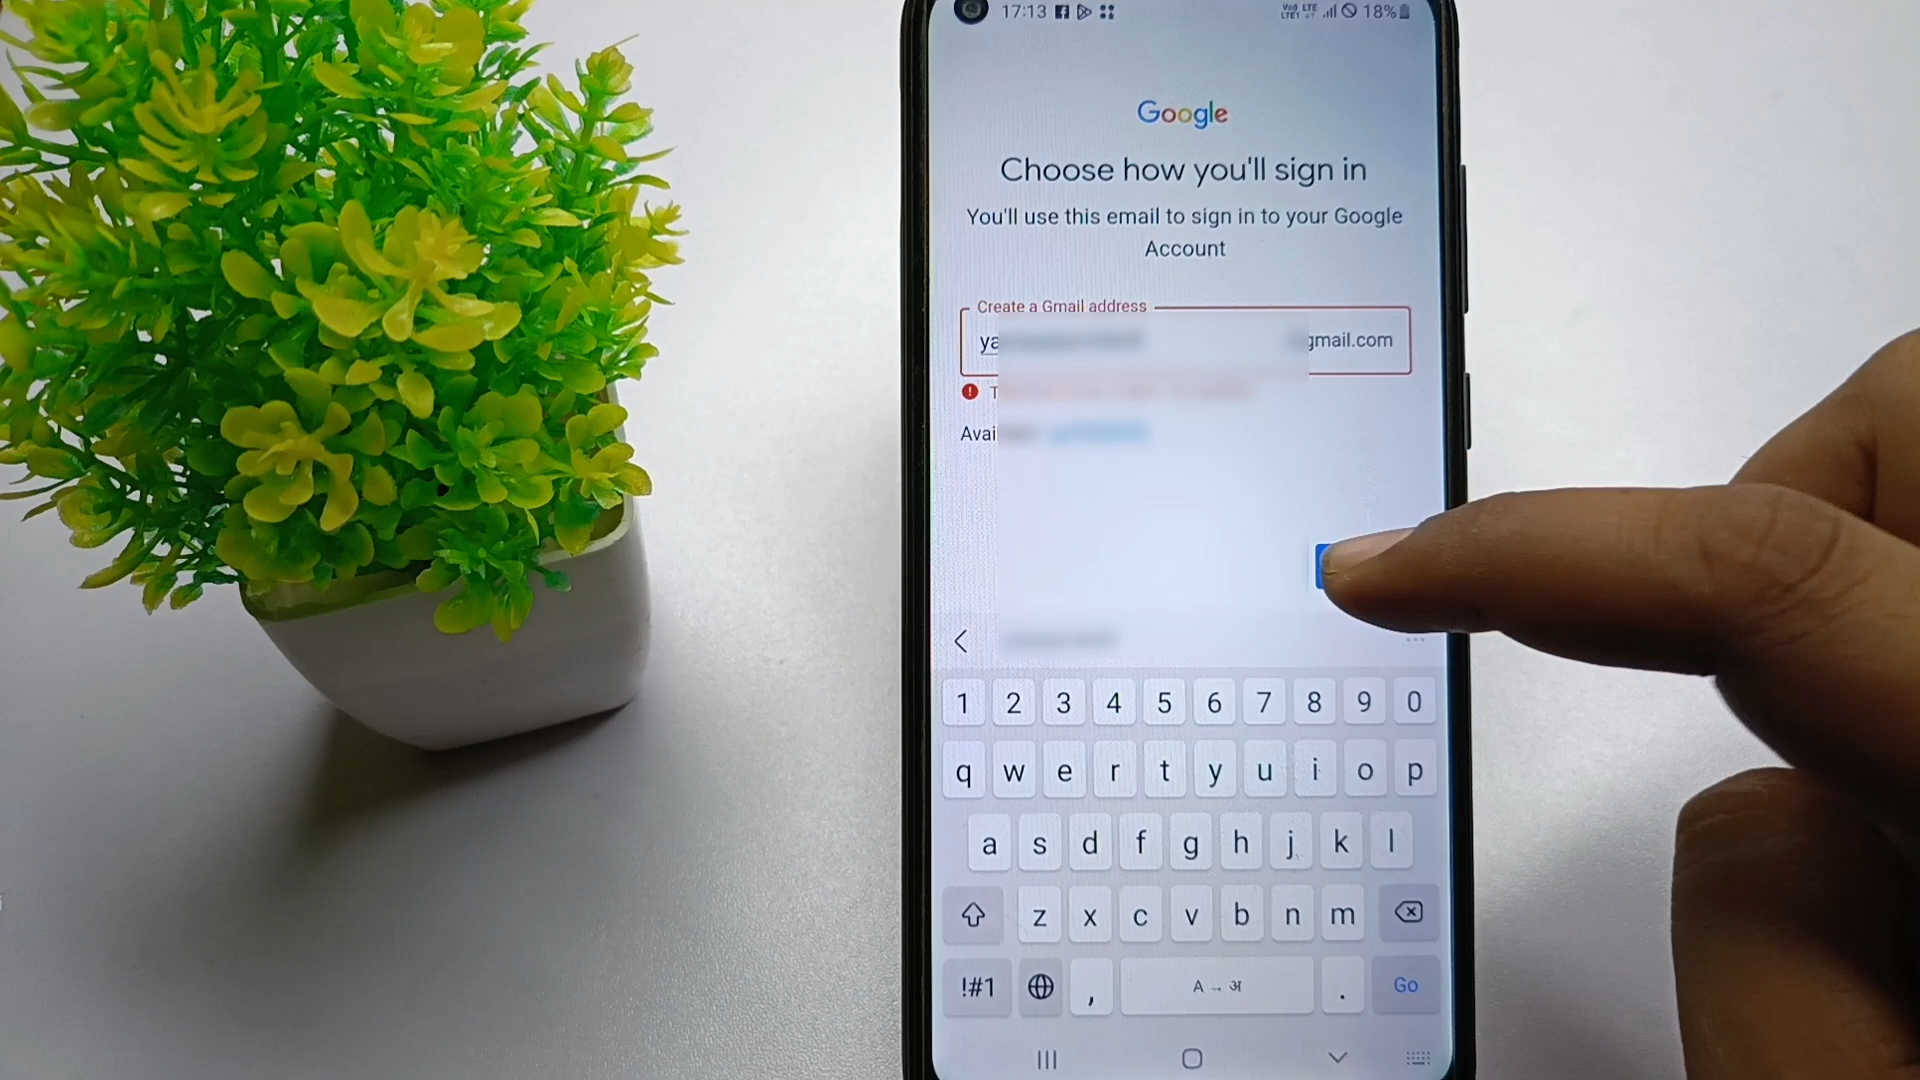 17:13 18%
Google
Choose how you'll sign in
You'll use this email to sign in to your Google
Account
Create a Gmail address
ya gmail.com
Avai
1 2 3 4 5 6 7 8 9 0
q w e r t y u i o p
a s d f g h j k l
z x c v b n m
!#1 , A → अ . Go